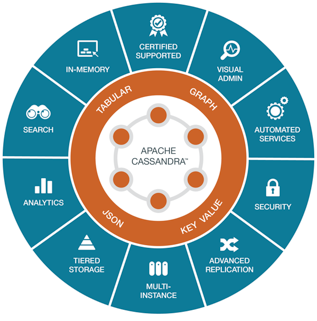 CERTIFIED
SUPPORTED
VISUAL
ADMIN
AUTOMATED
SERVICES
SECURITY
ADVANCED
REPLICATION
MULTI-
INSTANCE
TIERED
STORAGE
ANALYTICS
SEARCH
IN-MEMORY
TABULAR
GRAPH
KEY VALUE
JSON
APACHE
CASSANDRA™